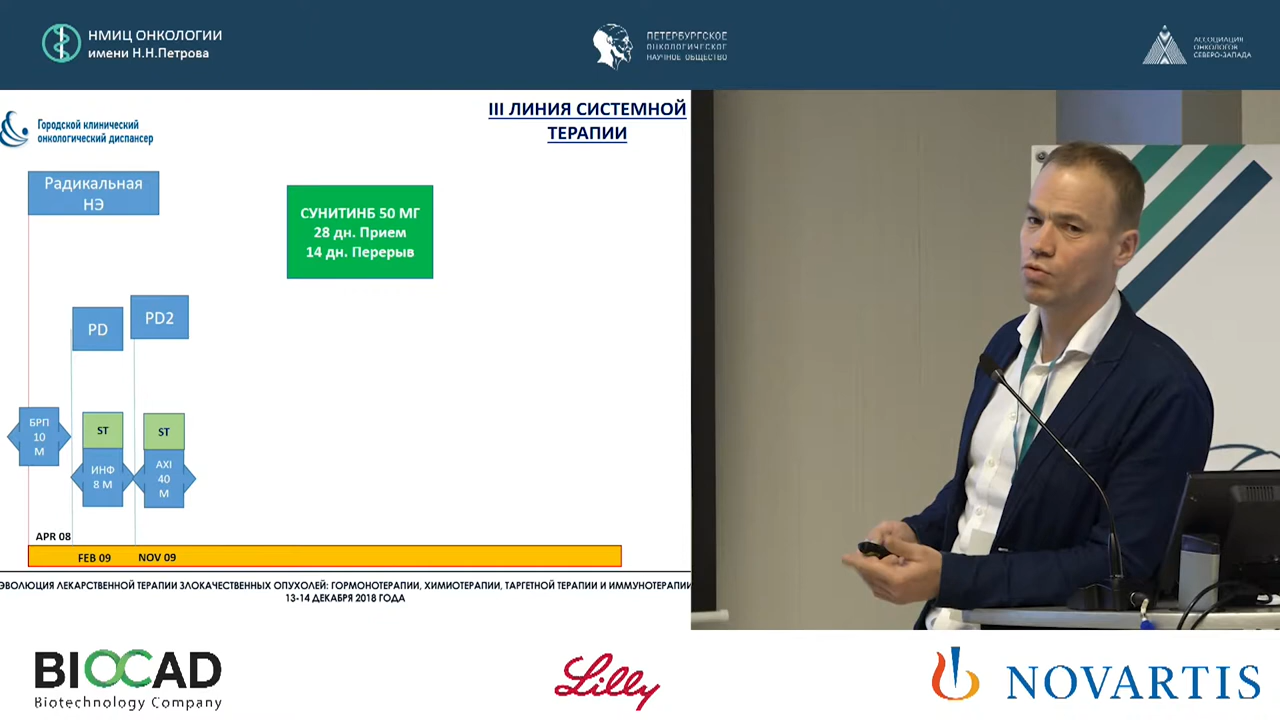 НМИЦ ОНКОЛОГИИ
имени Н.Н.Петрова
ПЕТЕРБУРГСКОЕ
ОНКОЛОГИЧЕСКОЕ
НАУЧНОЕ ОБЩЕСТВО
АССОЦИАЦИЯ
ОНКОЛОГОВ
СЕВЕРО-ЗАПАДА
III ЛИНИЯ СИСТЕМНОЙ
ТЕРАПИИ
Городской клинический
онкологический диспансер
Радикальная
НЭ
СУНИТИНБ 50 МГ
28 дн. Прием
14 дн. Перерыв
PD
PD2
БРП
10
М
ST
ИНФ
8 М
ST
AXI
40
М
APR 08
FEB 09
NOV 09
ЭВОЛЮЦИЯ ЛЕКАРСТВЕННОЙ ТЕРАПИИ ЗЛОКАЧЕСТВЕННЫХ ОПУХОЛЕЙ: ГОРМОНОТЕРАПИИ, ХИМИОТЕРАПИИ, ТАРГЕТНОЙ ТЕРАПИИ И ИММУНОТЕРАПИИ
13-14 ДЕКАБРЯ 2018 ГОДА
BIOCAD
Biotechnology Company
Lilly
NOVARTIS